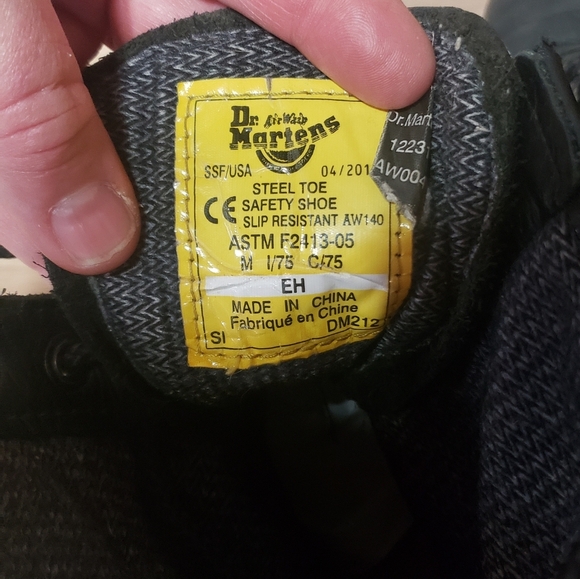 Dr. AirWair
Martens
SSF/USA 04/201
STEEL TOE
CE SAFETY SHOE
SLIP RESISTANT AW140
ASTM F2413-05
M I/75 C/75
EH
MADE IN CHINA
Fabriqué en Chine
SI DM212
Dr.Mart
1223
AW004